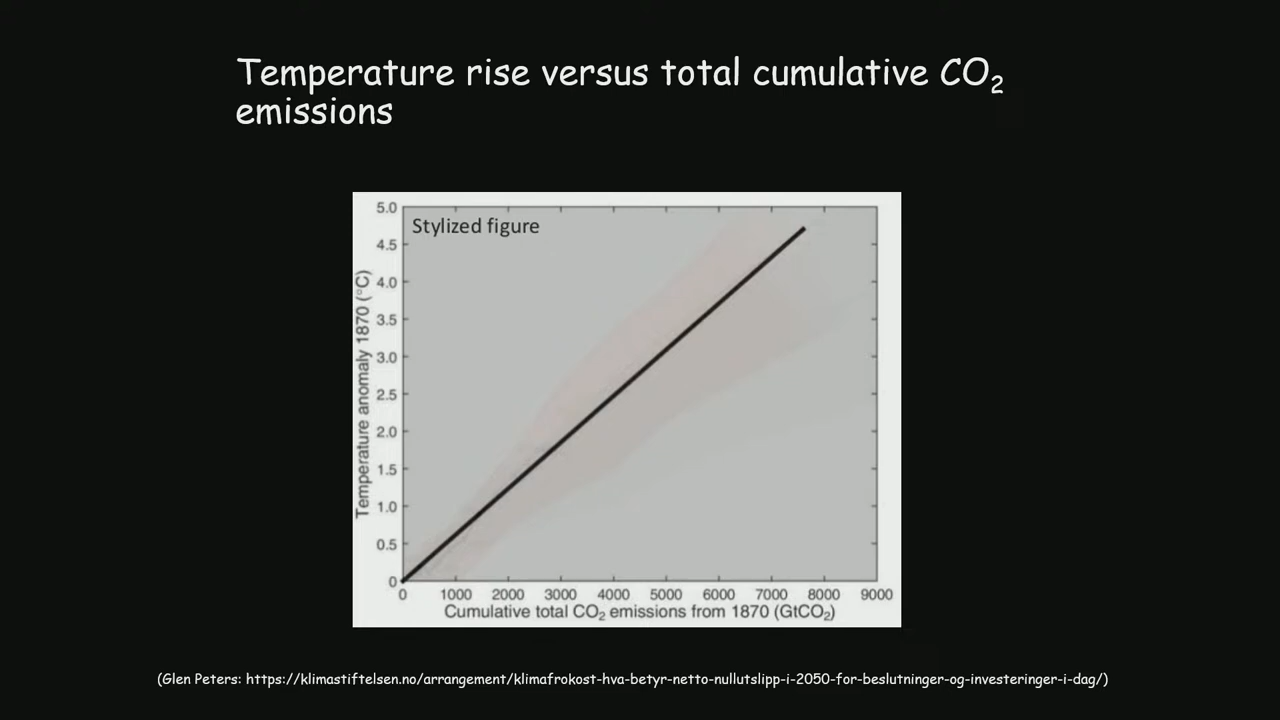 Temperature rise versus total cumulative CO₂
emissions
Stylized figure
5.0
4.5
4.0
3.5
3.0
2.5
2.0
1.5
1.0
0.5
0
Temperature anomaly 1870 (°C)
0 1000 2000 3000 4000 5000 6000 7000 8000 9000
Cumulative total CO₂ emissions from 1870 (GtCO₂)
(Glen Peters: https://klimastiftelsen.no/arrangement/klimafrokost-hva-betyr-netto-nullutslipp-i-2050-for-beslutninger-og-investeringer-i-dag/)